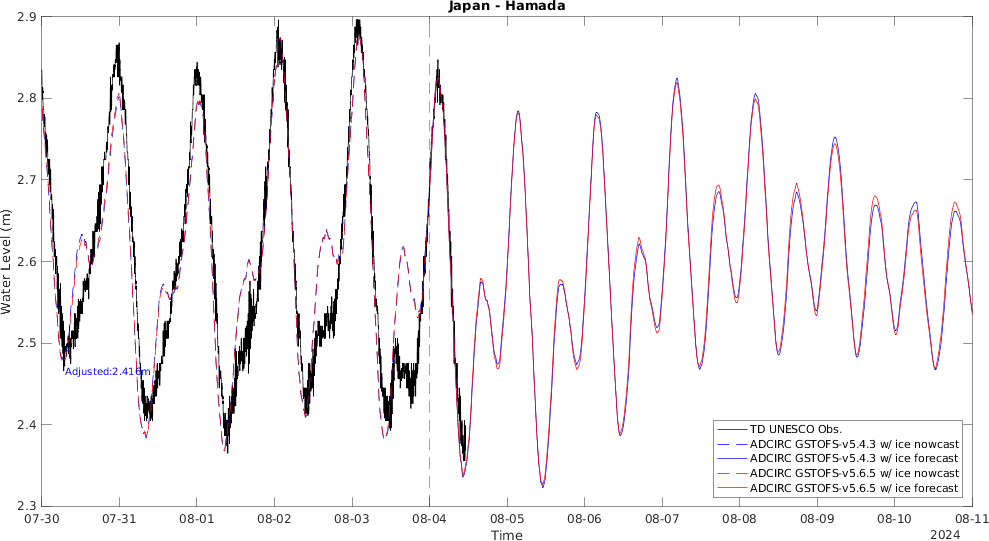 Japan - Hamada
Water Level (m)
2.9
2.8
2.7
2.6
2.5
2.4
2.3
Adjusted:2.416m
TD UNESCO Obs.
ADCIRC GSTOFS-v5.4.3 w/ ice nowcast
ADCIRC GSTOFS-v5.4.3 w/ ice forecast
ADCIRC GSTOFS-v5.6.5 w/ ice nowcast
ADCIRC GSTOFS-v5.6.5 w/ ice forecast
07-30 07-31 08-01 08-02 08-03 08-04 08-05 08-06 08-07 08-08 08-09 08-10 08-11
Time
2024